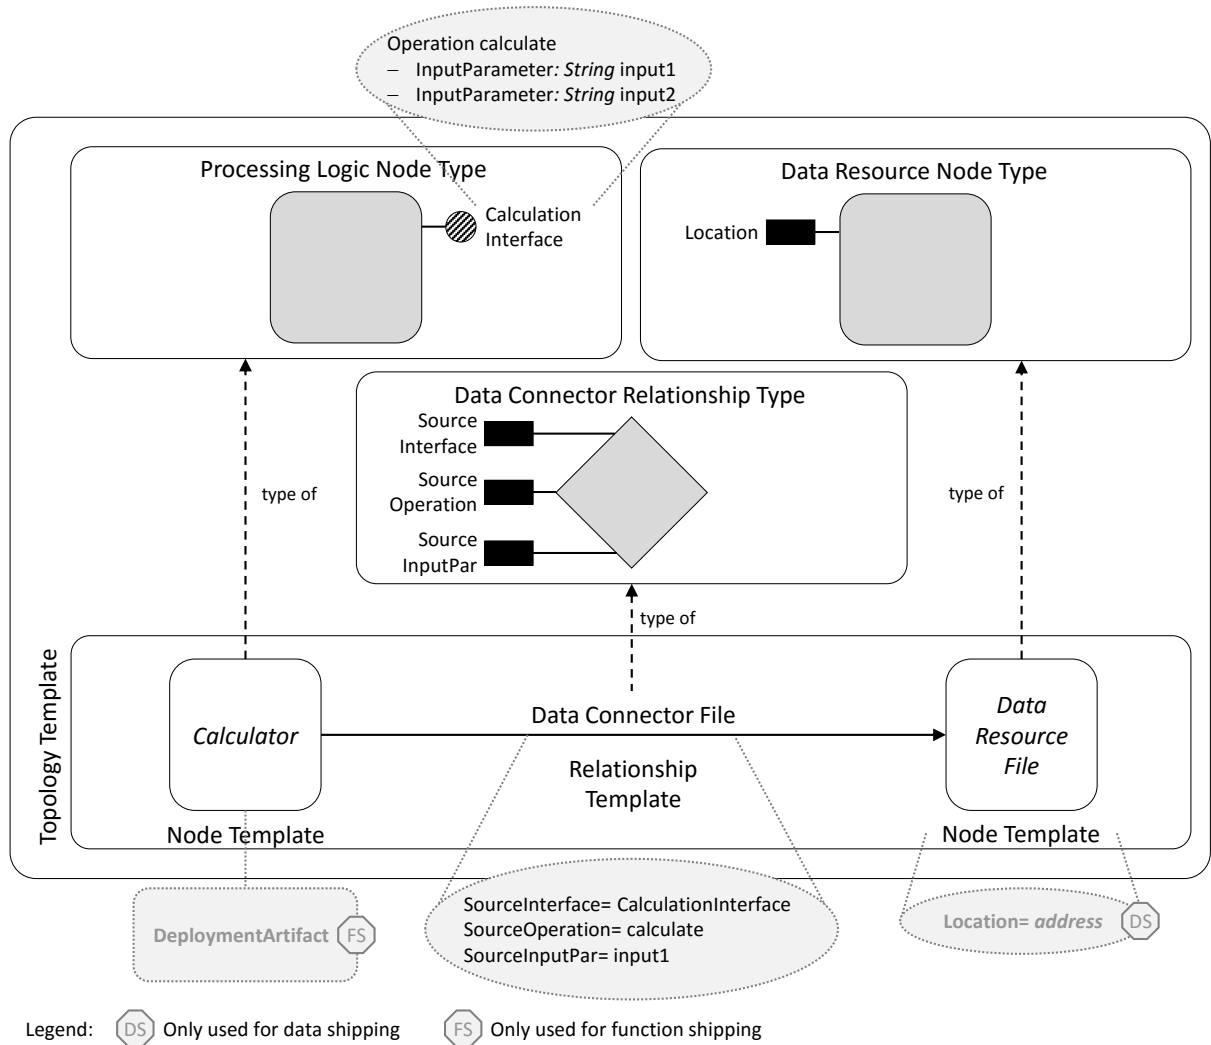 Operation calculate
– InputParameter: String input1
– InputParameter: String input2
Processing Logic Node Type
Calculation
Interface
Data Resource Node Type
Location
Data Connector Relationship Type
Source
Interface
Source
Operation
Source
InputPar
type of
type of
type of
Topology Template
Calculator
Node Template
Data Connector File
Relationship
Template
Data
Resource
File
Node Template
DeploymentArtifact FS
SourceInterface= CalculationInterface
SourceOperation= calculate
SourceInputPar= input1
Location= address DS
Legend: DS Only used for data shipping FS Only used for function shipping